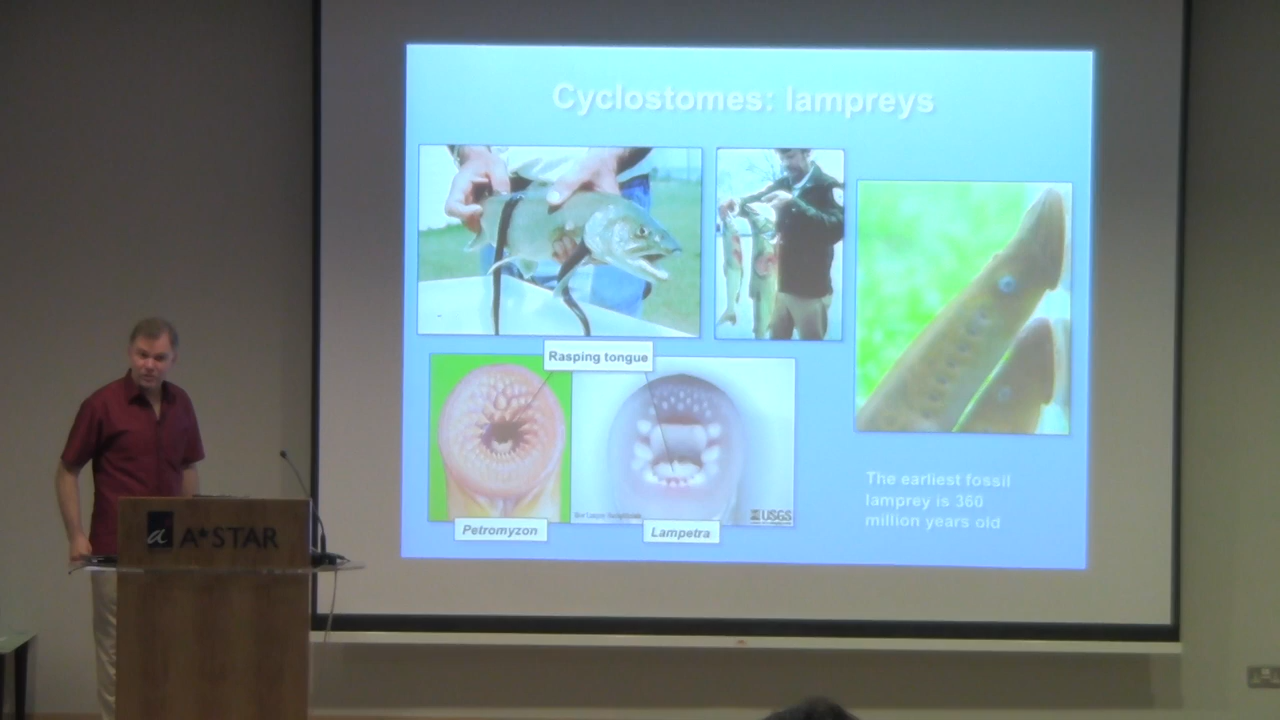 Cyclostomes: lampreys
Rasping tongue
USGS
Petromyzon
Lampetra
The earliest fossil
lamprey is 360
million years old
a A*STAR